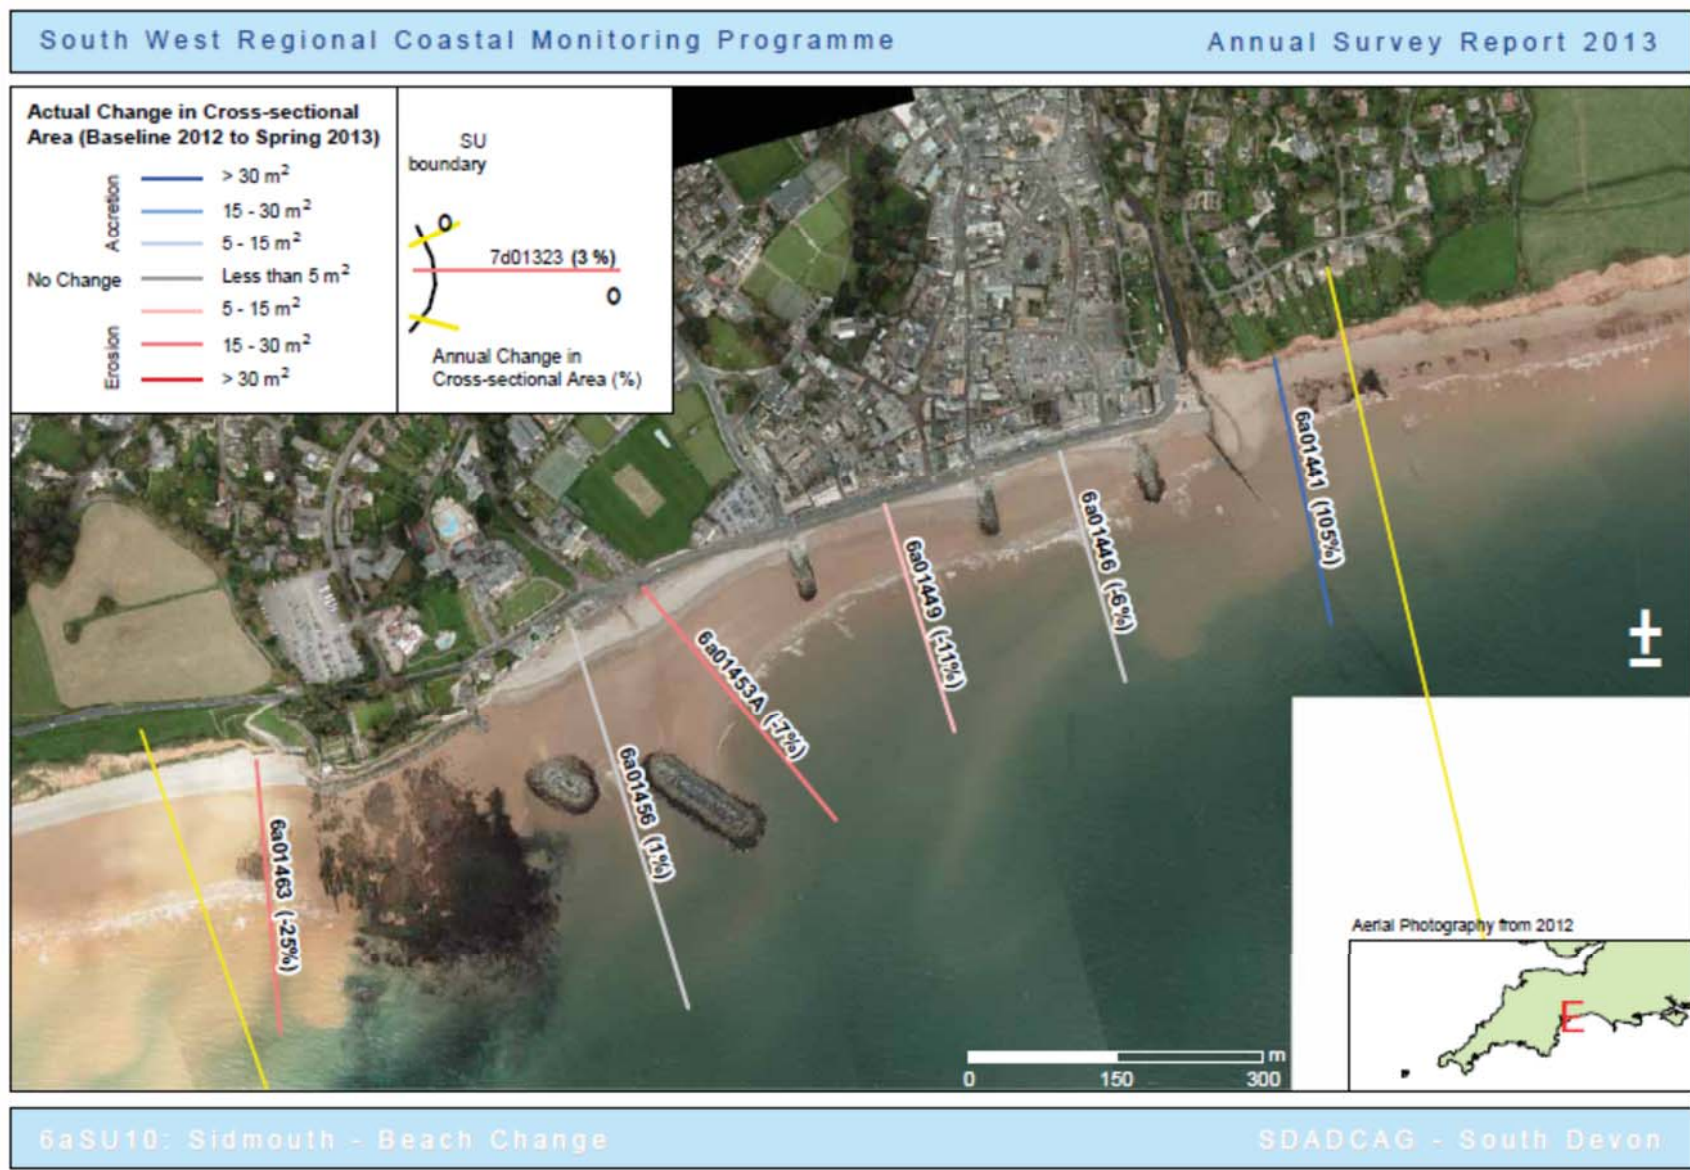 South West Regional Coastal Monitoring Programme
Annual Survey Report 2013
Actual Change in Cross-sectional
Area (Baseline 2012 to Spring 2013)
Accretion
> 30 m²
15 - 30 m²
5 - 15 m²
No Change
Less than 5 m²
Erosion
5 - 15 m²
15 - 30 m²
> 30 m²
SU
boundary
7d01323 (3 %)
Annual Change in
Cross-sectional Area (%)
6a01441 (105%)
6a01446 (-6%)
6a01449 (-11%)
6a01453A (-7%)
6a01456 (1%)
6a01463 (-25%)
Aerial Photography from 2012
E
m
0 150 300
6aSU10: Sidmouth - Beach Change
SDADCAG - South Devon